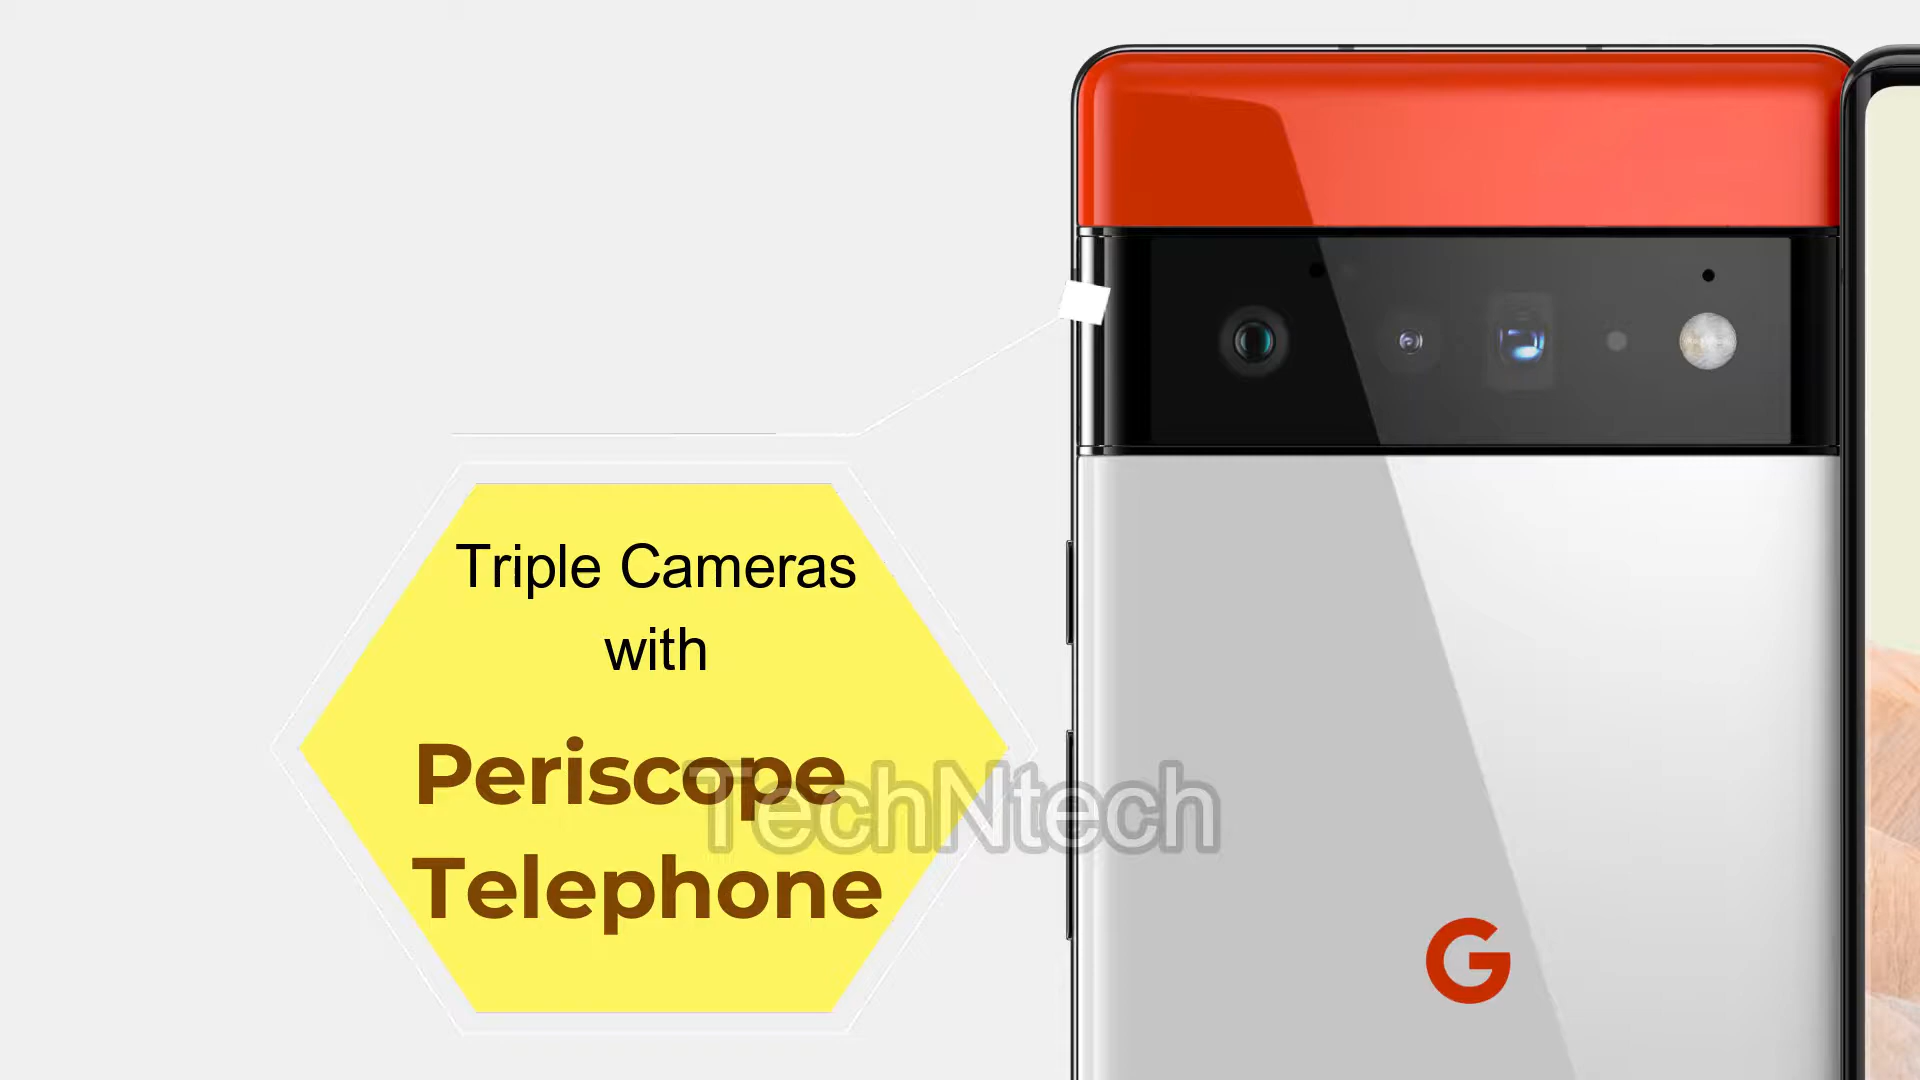 Triple Cameras
with
Periscope
TechNtech
Telephone
G